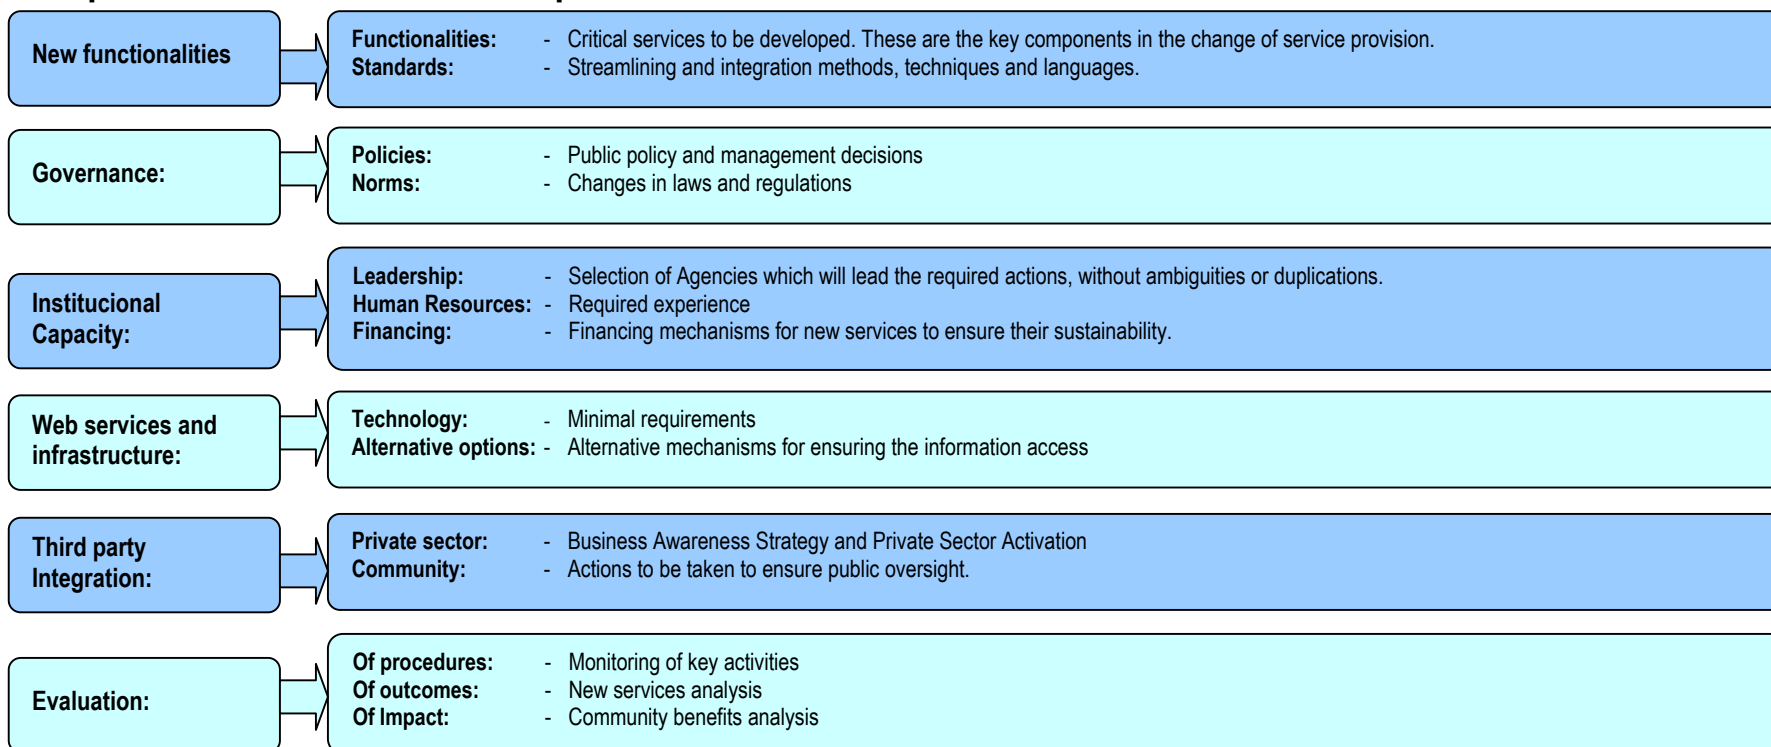 New functionalities
Functionalities: - Critical services to be developed. These are the key components in the change of service provision.
Standards: - Streamlining and integration methods, techniques and languages.
Governance:
Policies: - Public policy and management decisions
Norms: - Changes in laws and regulations
Institucional
Capacity:
Leadership: - Selection of Agencies which will lead the required actions, without ambiguities or duplications.
Human Resources: - Required experience
Financing: - Financing mechanisms for new services to ensure their sustainability.
Web services and
infrastructure:
Technology: - Minimal requirements
Alternative options: - Alternative mechanisms for ensuring the information access
Third party
Integration:
Private sector: - Business Awareness Strategy and Private Sector Activation
Community: - Actions to be taken to ensure public oversight.
Evaluation:
Of procedures: - Monitoring of key activities
Of outcomes: - New services analysis
Of Impact: - Community benefits analysis